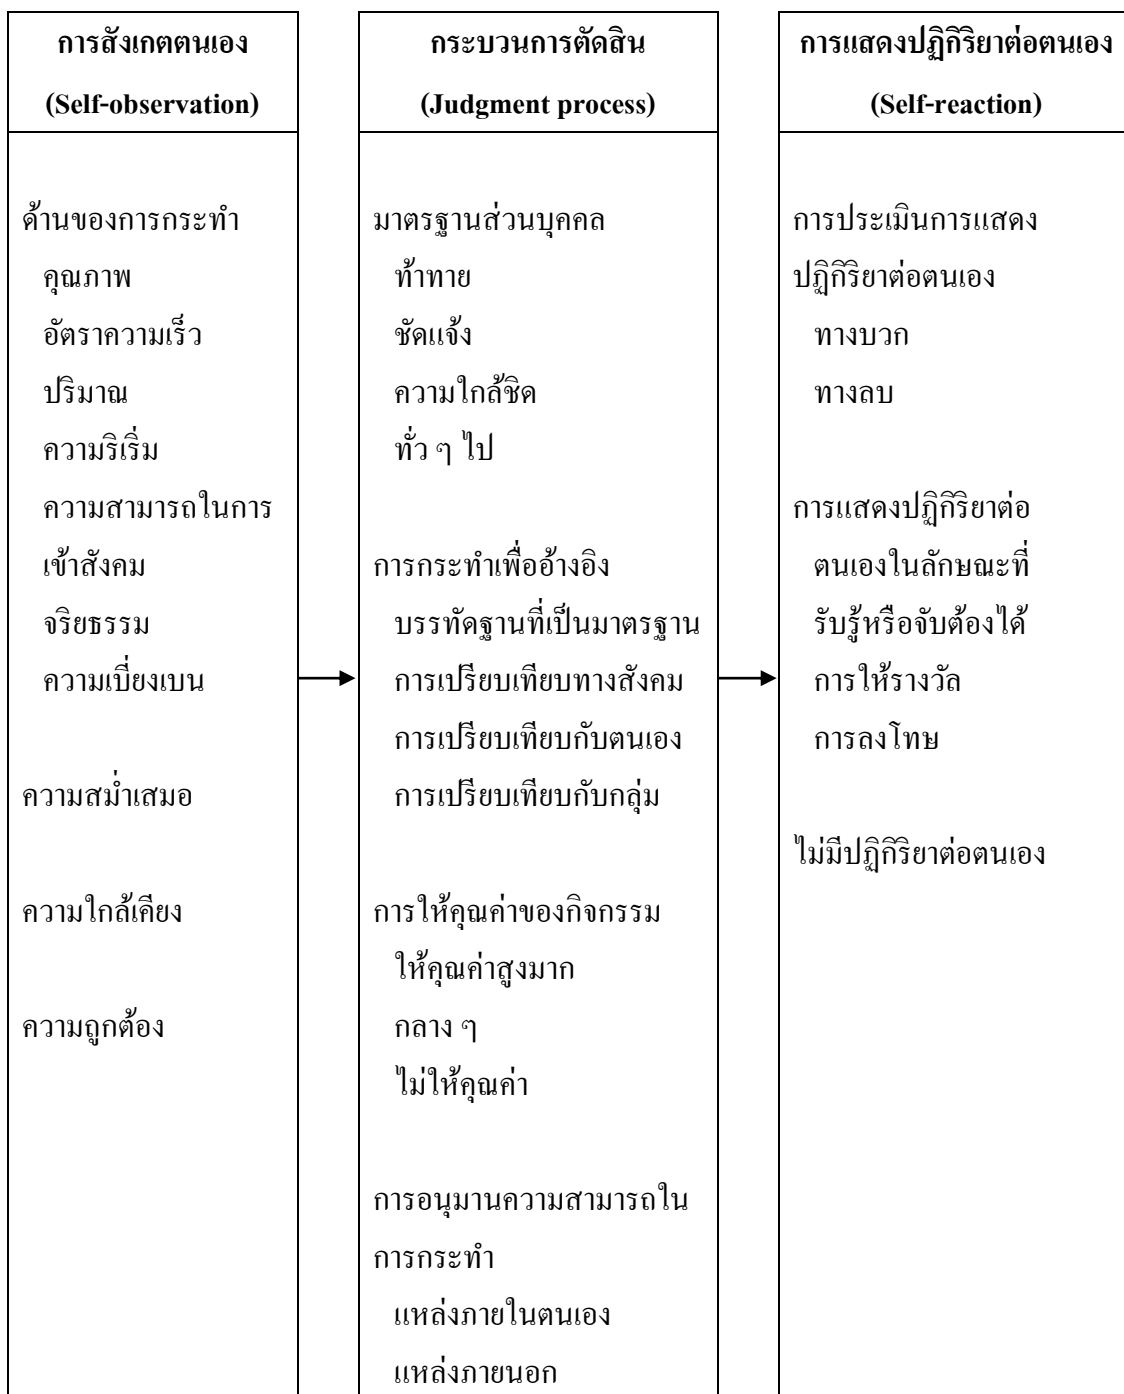 การสังเกตตนเอง
(Self-observation)
ด้านของการกระทำ
คุณภาพ
อัตราความเร็ว
ปริมาณ
ความริเริ่ม
ความสามารถในการ
เข้าสังคม
จริยธรรม
ความเบี่ยงเบน
ความสม่ำเสมอ
ความใกล้เคียง
ความถูกต้อง
กระบวนการตัดสิน
(Judgment process)
มาตรฐานส่วนบุคคล
ท้าทาย
ชัดแจ้ง
ความใกล้ชิด
ทั่ว ๆ ไป
การกระทำเพื่ออ้างอิง
บรรทัดฐานที่เป็นมาตรฐาน
การเปรียบเทียบทางสังคม
การเปรียบเทียบกับตนเอง
การเปรียบเทียบกับกลุ่ม
การให้คุณค่าของกิจกรรม
ให้คุณค่าสูงมาก
กลาง ๆ
ไม่ให้คุณค่า
การอนุมานความสามารถใน
การกระทำ
แหล่งภายในตนเอง
แหล่งภายนอก
การแสดงปฏิกิริยาต่อตนเอง
(Self-reaction)
การประเมินการแสดง
ปฏิกิริยาต่อตนเอง
ทางบวก
ทางลบ
การแสดงปฏิกิริยาต่อ
ตนเองในลักษณะที่
รับรู้หรือจับต้องได้
การให้รางวัล
การลงโทษ
ไม่มีปฏิกิริยาต่อตนเอง